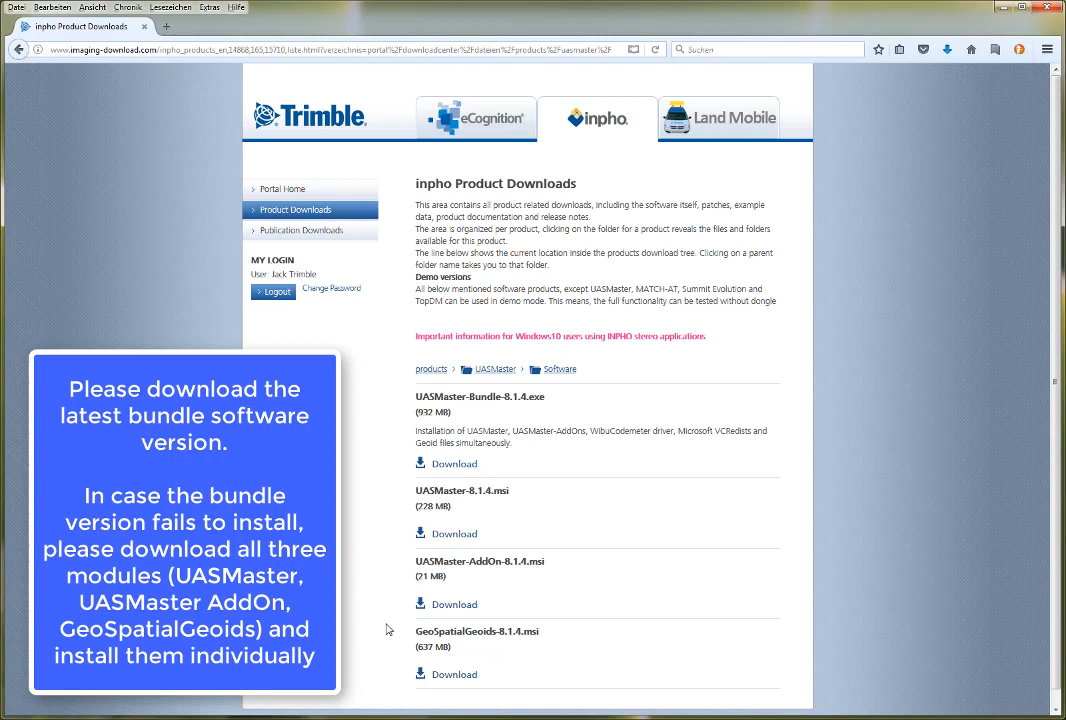 Datei Bearbeiten Ansicht Chronik Lesezeichen Extras Hilfe
inpho Product Downloads
www.imaging-download.com/inpho_products_en,14868,165,15710,liste.html?verzeichnis=portal%2Fdownloadcenter%2Fdateien%2Fproducts%2Fuasmaster%2F
Suchen
Trimble.
eCognition®
inpho.
Land Mobile
Portal Home
Product Downloads
Publication Downloads
MY LOGIN
User: Jack Trimble
Logout
Change Password
inpho Product Downloads
This area contains all product related downloads, including the software itself, patches, example
data, product documentation and release notes.
The area is organized per product, clicking on the folder for a product reveals the files and folders
available for this product.
The line below shows the current location inside the products download tree. Clicking on a parent
folder name takes you to that folder.
Demo versions
All below mentioned software products, except UASMaster, MATCH-AT, Summit Evolution and
TopDM can be used in demo mode. This means, the full functionality can be tested without dongle
Important information for Windows10 users using INPHO stereo applications
products > UASMaster > Software
UASMaster-Bundle-8.1.4.exe
(932 MB)
Installation of UASMaster, UASMaster-AddOns, WibuCodemeter driver, Microsoft VCRedists and
Geoid files simultaneously.
Download
UASMaster-8.1.4.msi
(228 MB)
Download
UASMaster-AddOn-8.1.4.msi
(21 MB)
Download
GeoSpatialGeoids-8.1.4.msi
(637 MB)
Download
Please download the
latest bundle software
version.
In case the bundle
version fails to install,
please download all three
modules (UASMaster,
UASMaster AddOn,
GeoSpatialGeoids) and
install them individually